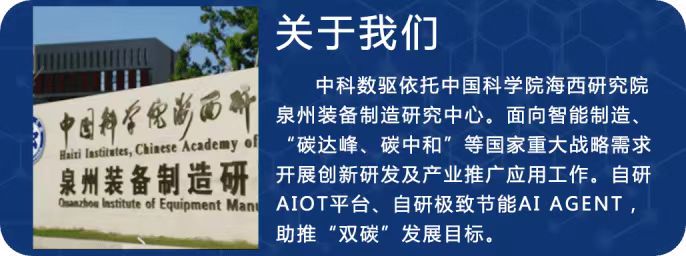 关于我们
中科数驱依托中国科学院海西研究院
泉州装备制造研究中心。面向智能制造、
“碳达峰、碳中和”等国家重大战略需求
开展创新研发及产业推广应用工作。自研
AIOT平台、自研极致节能AI AGENT，
助推“双碳”发展目标。
中国科学院海西研
Haixi Institutes, Chinese Academy of
泉州装备制造研
Quanzhou Institute of Equipment Manu